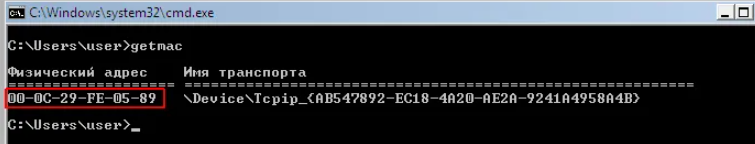 C:\Windows\system32\cmd.exe
C:\Users\user>getmac
Физический адрес    Имя транспорта
=================== ==========================================================
00-0C-29-FE-05-89   \Device\Tcpip_{AB547892-EC18-4A20-AE2A-9241A4958A4B}
C:\Users\user>_